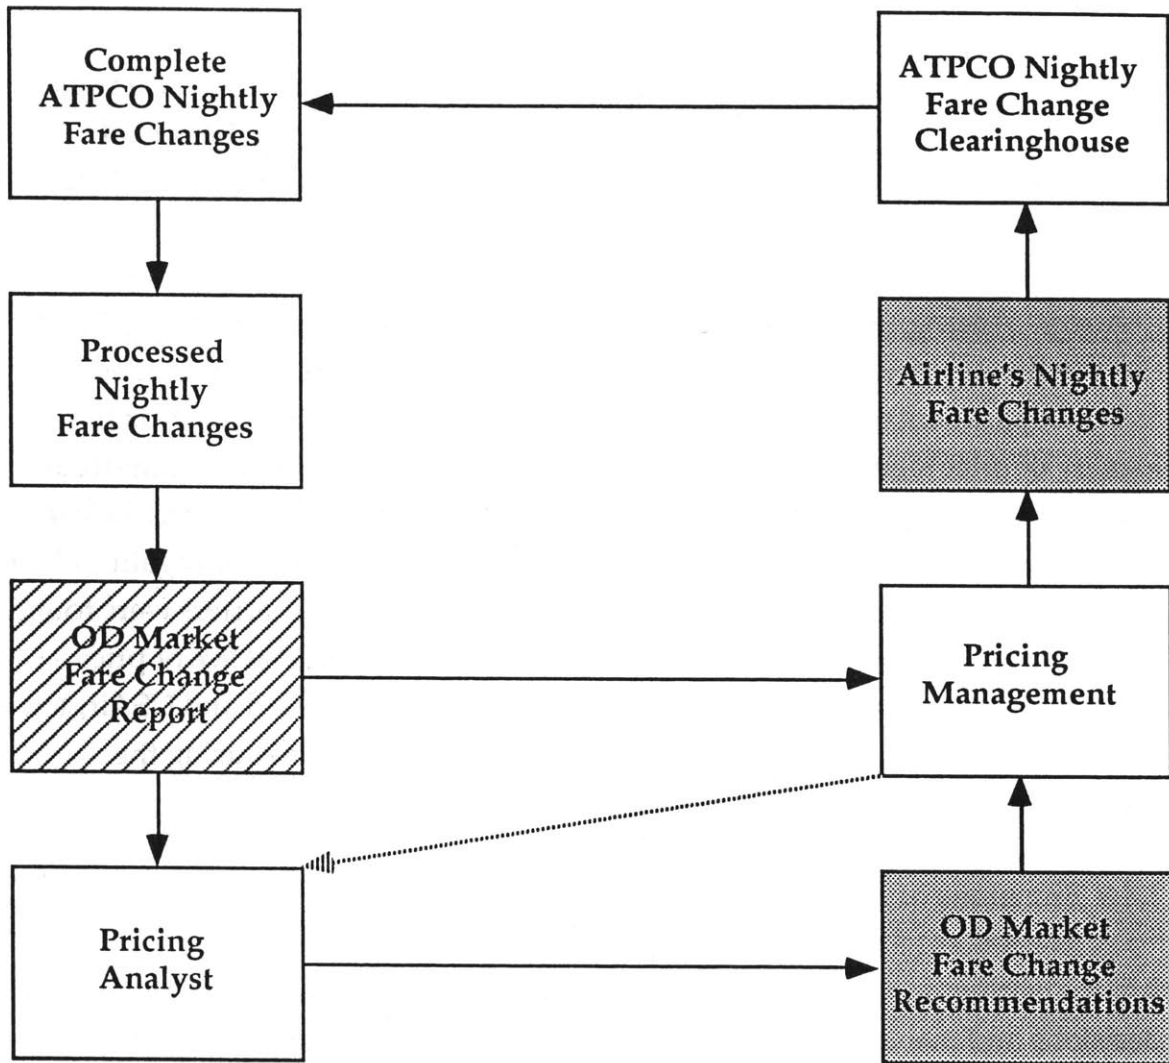 Complete
ATPCO Nightly
Fare Changes
ATPCO Nightly
Fare Change
Clearinghouse
Processed
Nightly
Fare Changes
Airline's Nightly
Fare Changes
OD Market
Fare Change
Report
Pricing
Management
Pricing
Analyst
OD Market
Fare Change
Recommendations